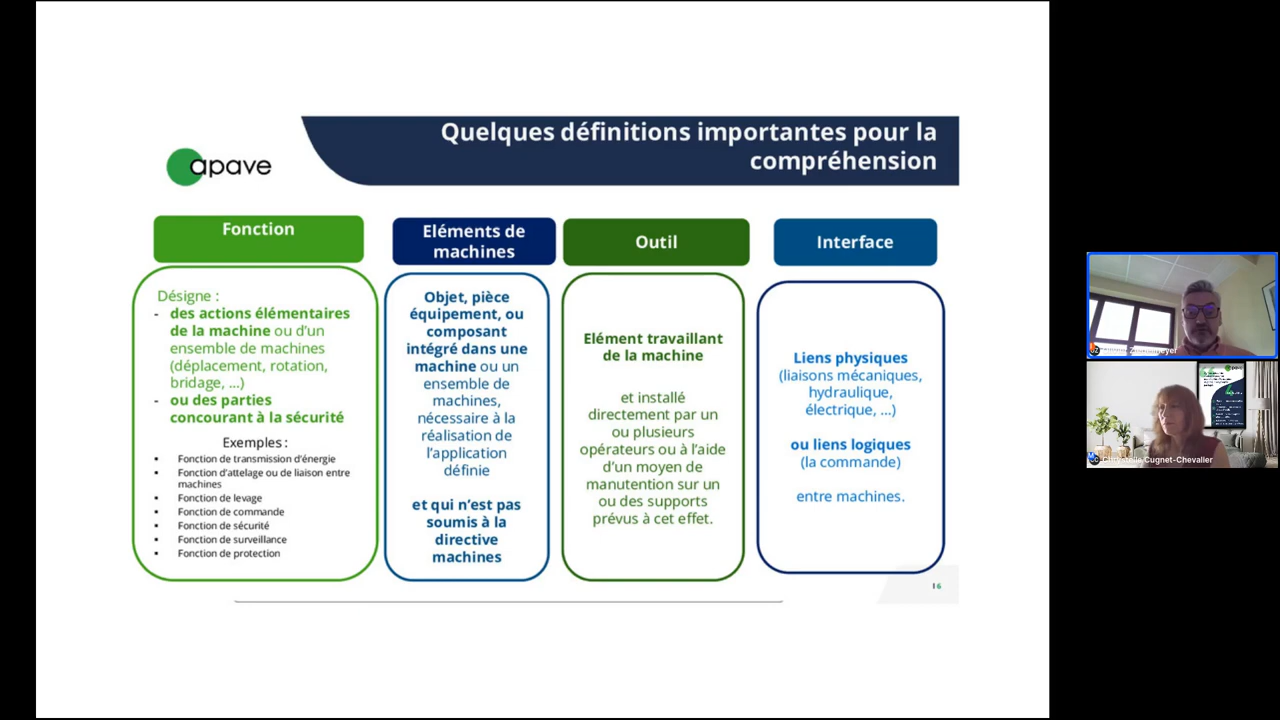 Quelques définitions importantes pour la
compréhension
apave
Fonction
Désigne :
- des actions élémentaires
de la machine ou d'un
ensemble de machines
(déplacement, rotation,
bridage, ...)
- ou des parties
concourant à la sécurité
Exemples :
▪ Fonction de transmission d'énergie
▪ Fonction d'attelage ou de liaison entre
machines
▪ Fonction de levage
▪ Fonction de commande
▪ Fonction de sécurité
▪ Fonction de surveillance
▪ Fonction de protection
Eléments de
machines
Objet, pièce
équipement, ou
composant
intégré dans une
machine ou un
ensemble de
machines,
nécessaire à la
réalisation de
l'application
définie
et qui n'est pas
soumis à la
directive
machines
Outil
Elément travaillant
de la machine
et installé
directement par un
ou plusieurs
opérateurs ou à l'aide
d'un moyen de
manutention sur un
ou des supports
prévus à cet effet.
Interface
Liens physiques
(liaisons mécaniques,
hydraulique,
électrique, ...)
ou liens logiques
(la commande)
entre machines.
I 6
Cugnet-Chevallier